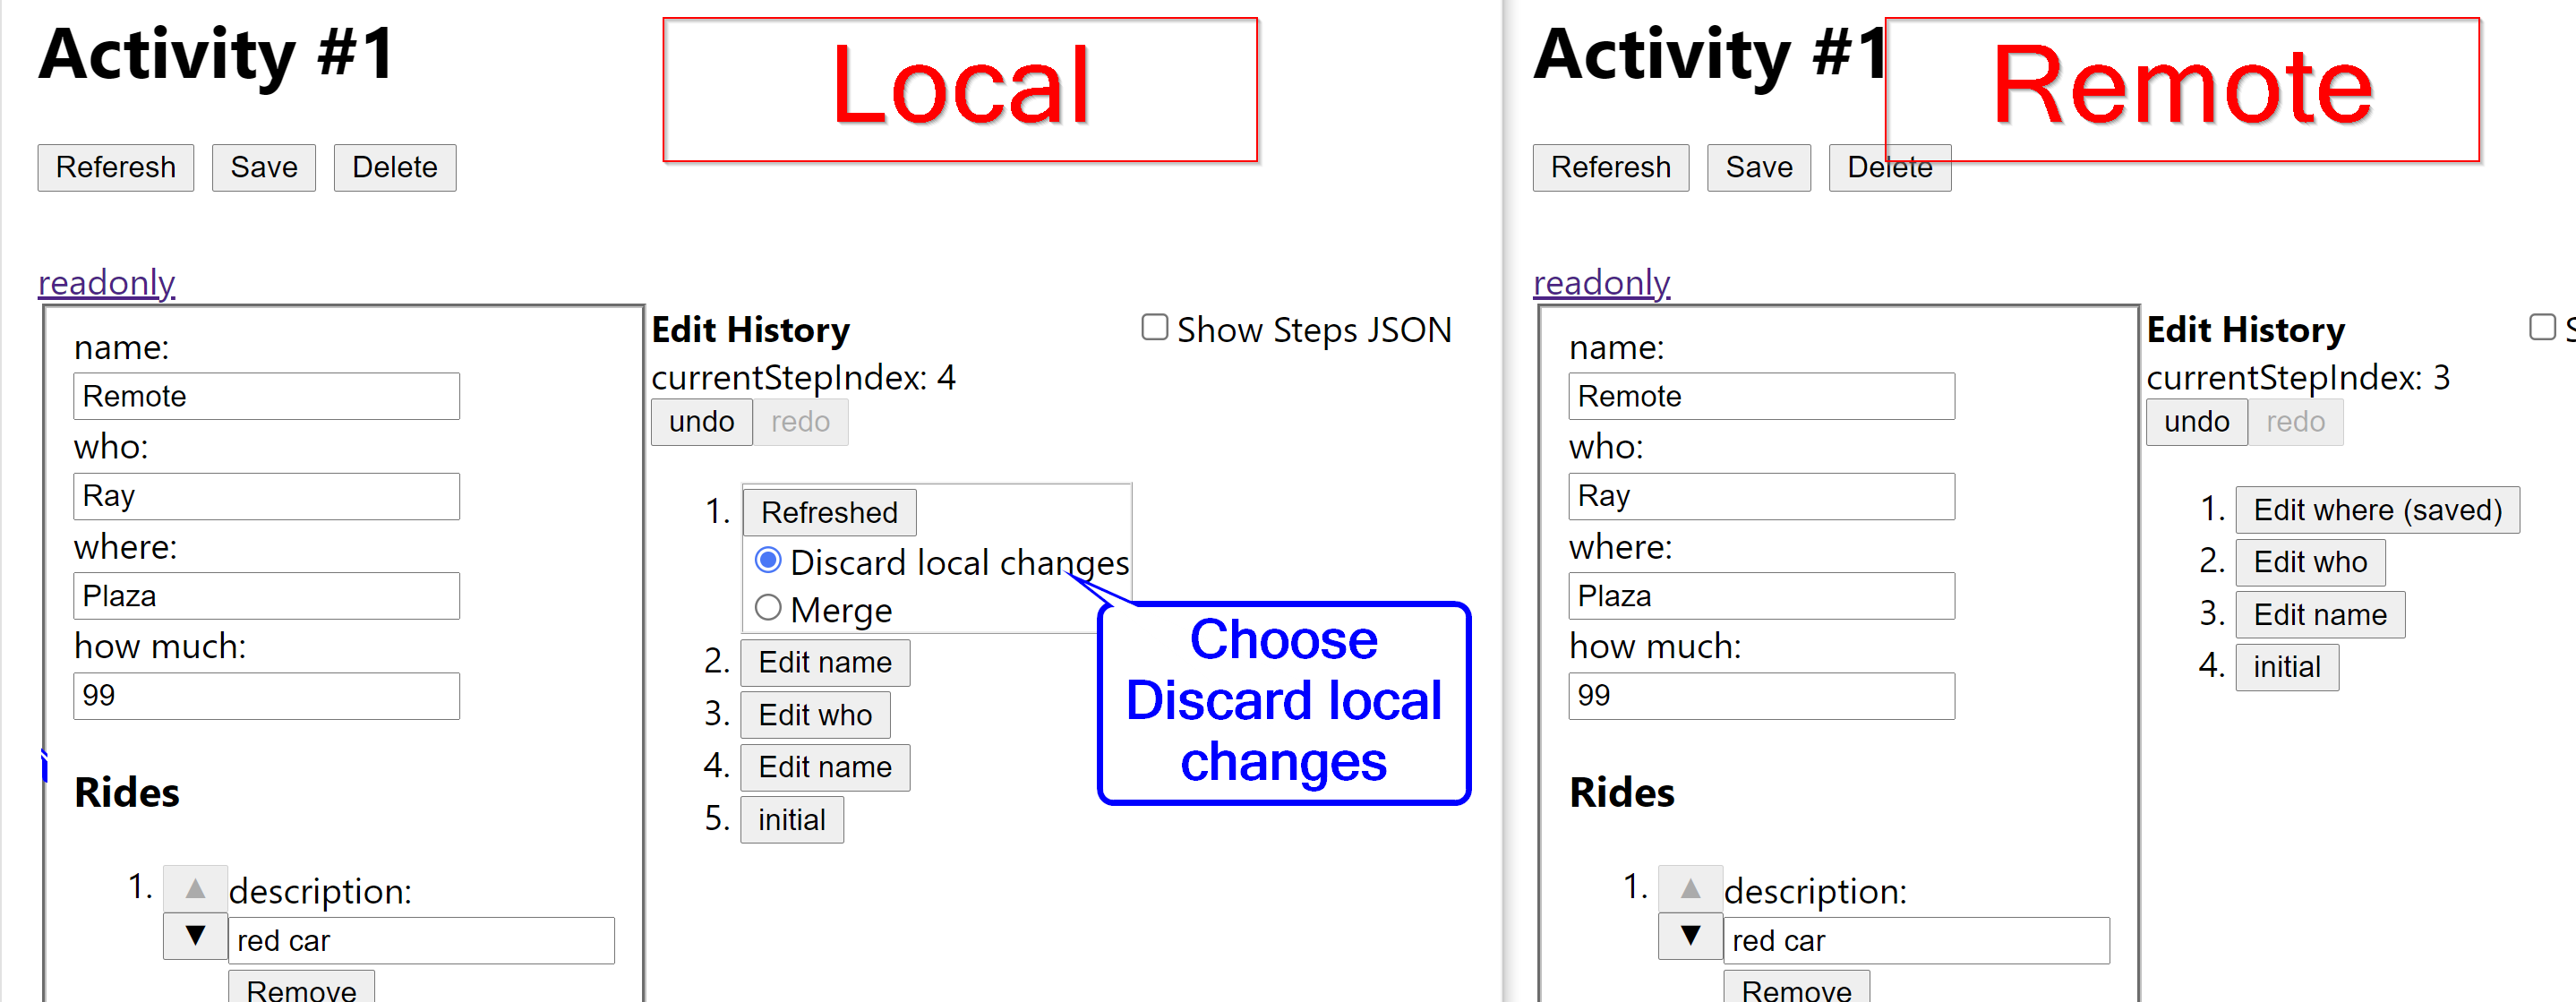 Activity #1
Local
Referesh Save Delete
readonly
name:
Remote
who:
Ray
where:
Plaza
how much:
99
Rides
1. ▲ description:
▼ red car
Remove
Edit History
Show Steps JSON
currentStepIndex: 4
undo redo
1. Refreshed
Discard local changes
Merge
2. Edit name
3. Edit who
4. Edit name
5. initial
Choose
Discard local
changes
Activity #1
Remote
Referesh Save Delete
readonly
name:
Remote
who:
Ray
where:
Plaza
how much:
99
Rides
1. ▲ description:
▼ red car
Remove
Edit History
S
currentStepIndex: 3
undo redo
1. Edit where (saved)
2. Edit who
3. Edit name
4. initial